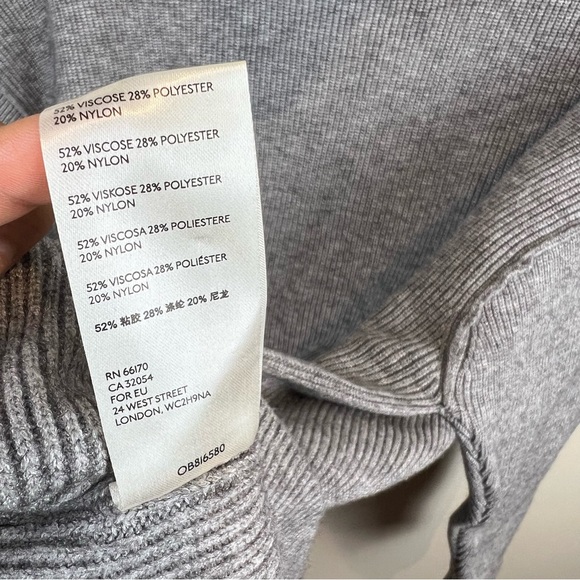 52% VISCOSE 28% POLYESTER
20% NYLON
52% VISCOSE 28% POLYESTER
20% NYLON
52% VISKOSE 28% POLYESTER
20% NYLON
52% VISCOSA 28% POLIESTERE
20% NYLON
52% VISCOSA 28% POLIÉSTER
20% NYLON
52% 粘胶 28% 涤纶 20% 尼龙
RN 66170
CA 32054
FOR EU
24 WEST STREET
LONDON, WC2H9NA
OB816580